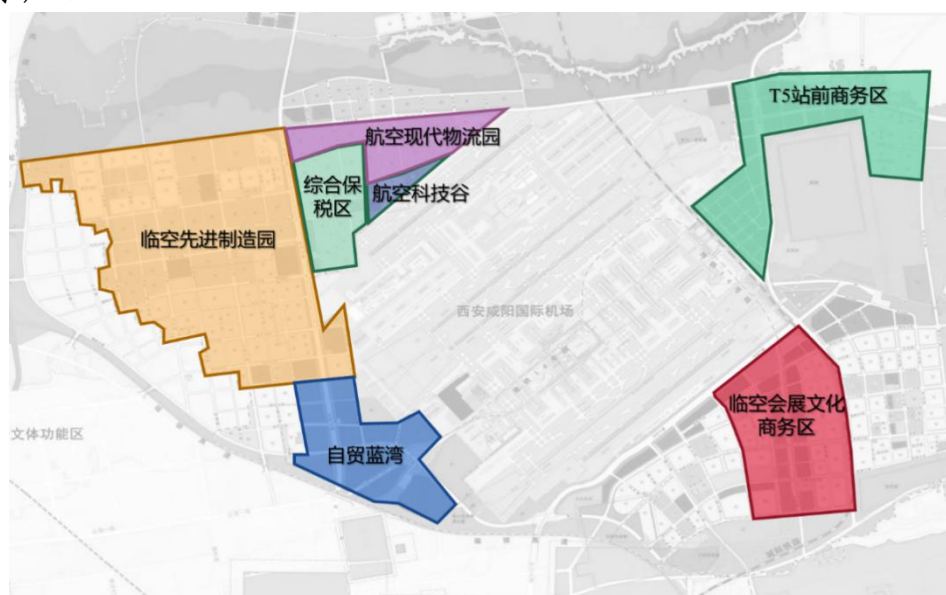 T5站前商务区
航空现代物流园
综合保
税区
航空科技谷
临空先进制造园
西安咸阳国际机场
临空会展文化
商务区
文体功能区
自贸蓝湾